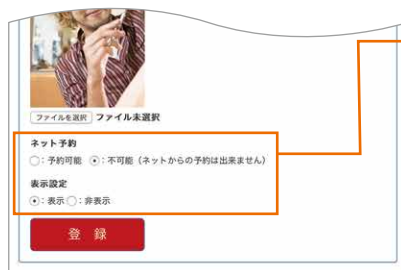 ファイルを選択 ファイル未選択
ネット予約
：予約可能 ：不可能（ネットからの予約は出来ません）
表示設定
：表示 ：非表示
登 録